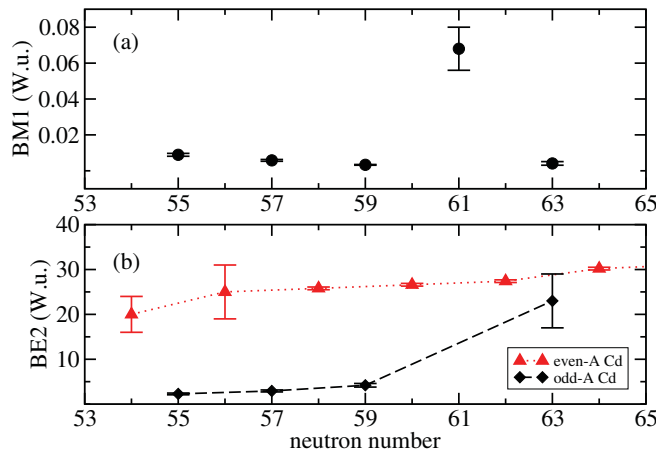 0.08
0.06
0.04
0.02
BM1 (W.u.)
(a)
53 55 57 59 61 63 65
40
30
20
10
BE2 (W.u.)
(b)
even-A Cd
odd-A Cd
53 55 57 59 61 63 65
neutron number